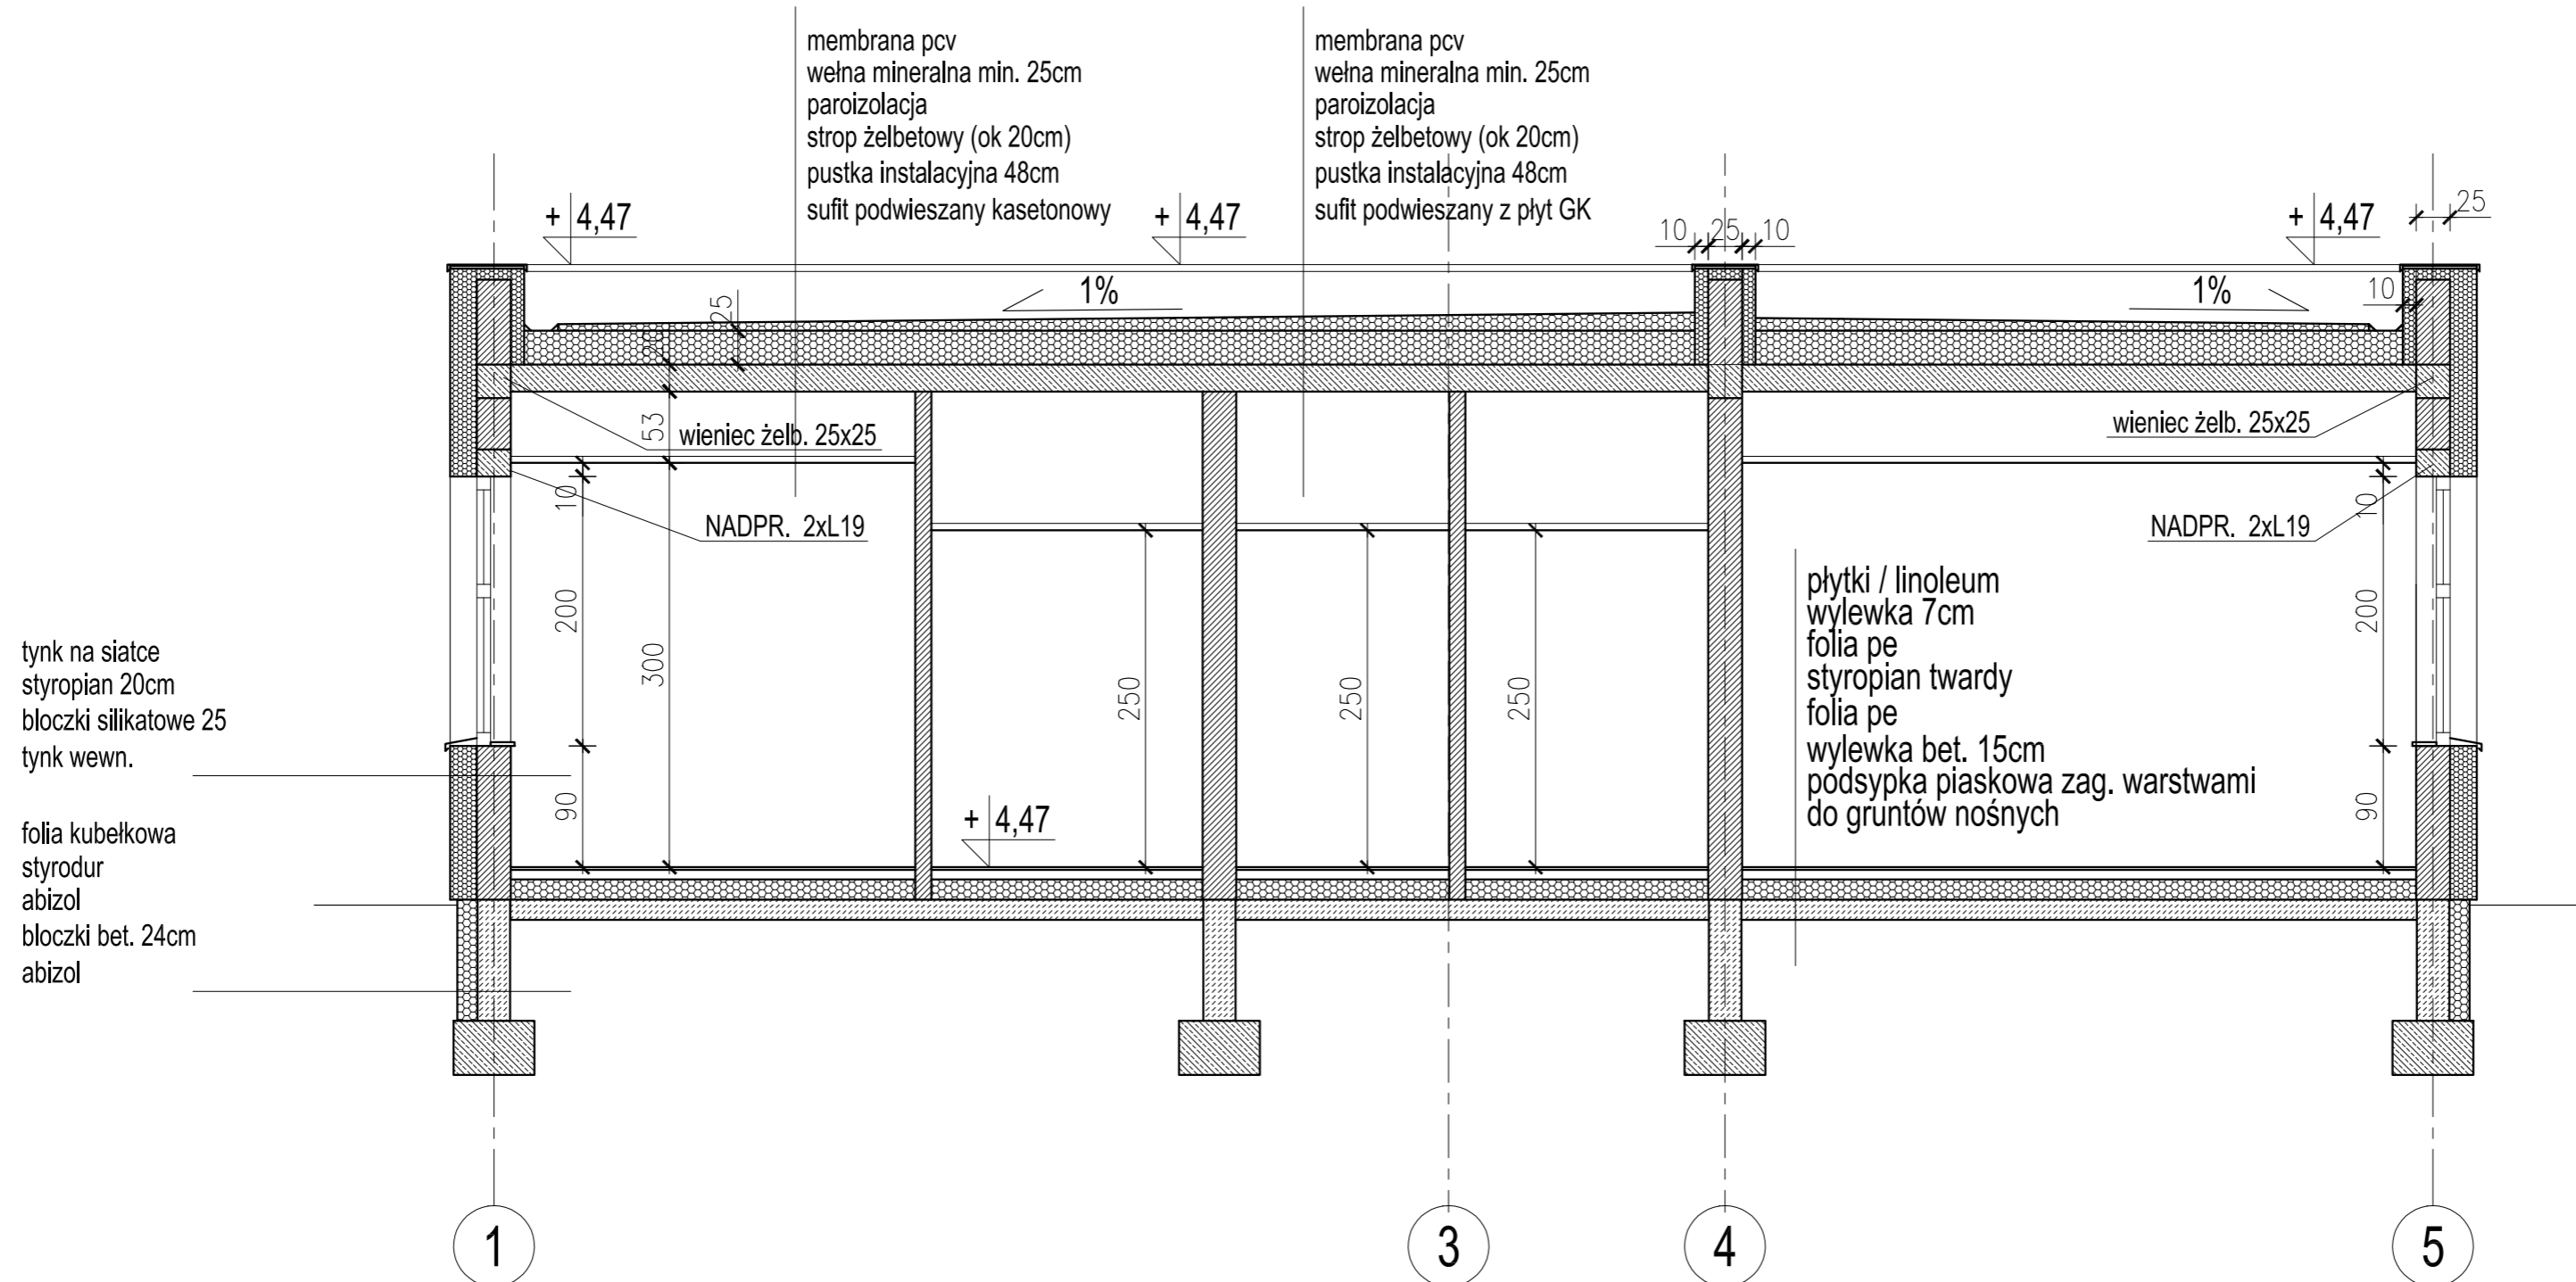 membrana pcv
wełna mineralna min. 25cm
paroizolacja
strop żelbetowy (ok 20cm)
pustka instalacyjna 48cm
sufit podwieszany kasetonowy
membrana pcv
wełna mineralna min. 25cm
paroizolacja
strop żelbetowy (ok 20cm)
pustka instalacyjna 48cm
sufit podwieszany z płyt GK
+ 4,47
+ 4,47
+ 4,47
10 25 10
25
1%
1%
10
25
20
53
wieniec żelb. 25x25
wieniec żelb. 25x25
10
NADPR. 2xL19
10
NADPR. 2xL19
200
300
90
250
250
250
200
90
płytki / linoleum
wylewka 7cm
folia pe
styropian twardy
folia pe
wylewka bet. 15cm
podsypka piaskowa zag. warstwami
do gruntów nośnych
tynk na siatce
styropian 20cm
bloczki silikatowe 25
tynk wewn.
+ 4,47
folia kubełkowa
styrodur
abizol
bloczki bet. 24cm
abizol
1
3
4
5